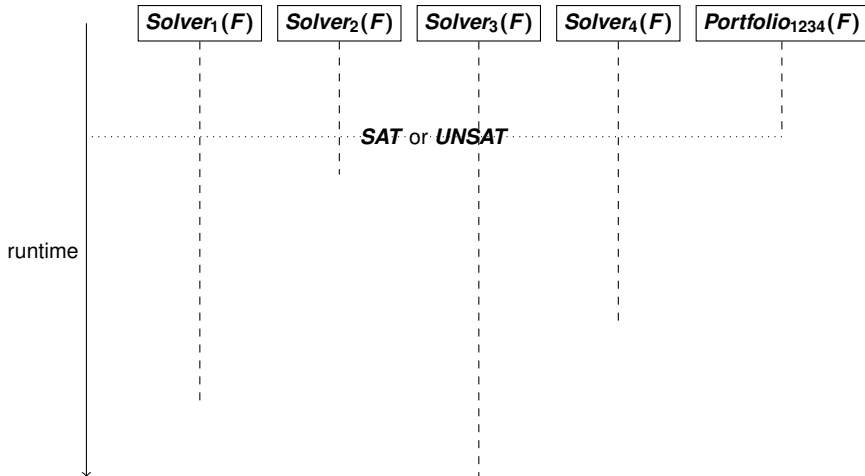 Solver₁(F) Solver₂(F) Solver₃(F) Solver₄(F) Portfolio₁₂₃₄(F)
SAT or UNSAT
runtime